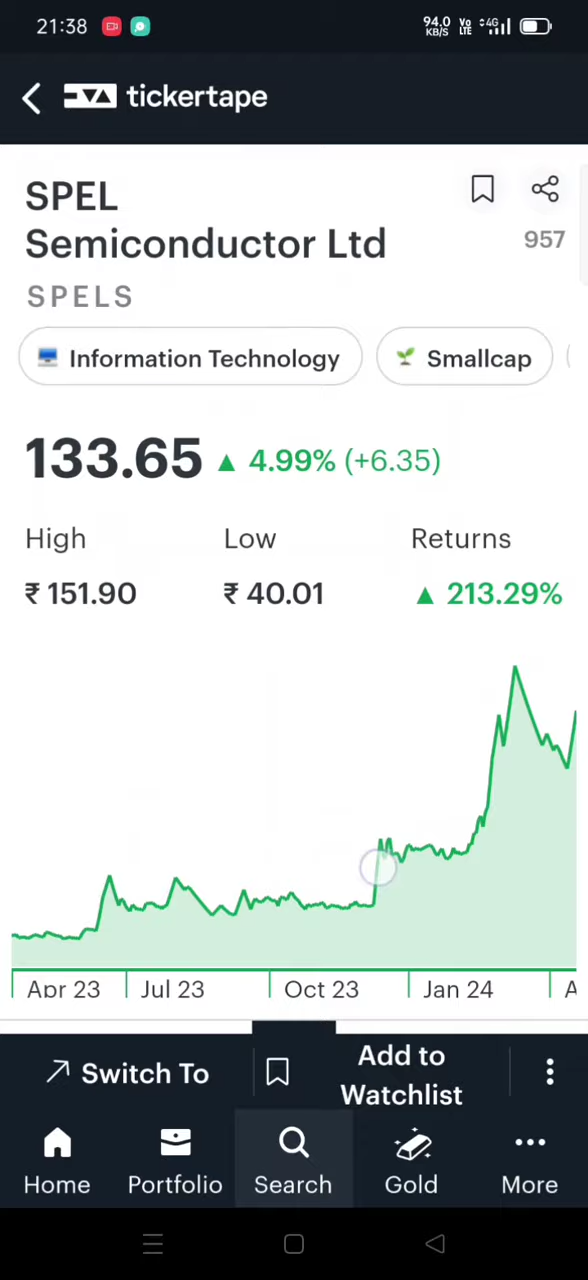 21:38
94.0 KB/S Vo LTE 4G
tickertape
SPEL
Semiconductor Ltd
957
SPELS
Information Technology
Smallcap
133.65 ▲ 4.99% (+6.35)
High Low Returns
₹ 151.90 ₹ 40.01 ▲ 213.29%
Apr 23 Jul 23 Oct 23 Jan 24 A
Switch To
Add to
Watchlist
Home Portfolio Search Gold More